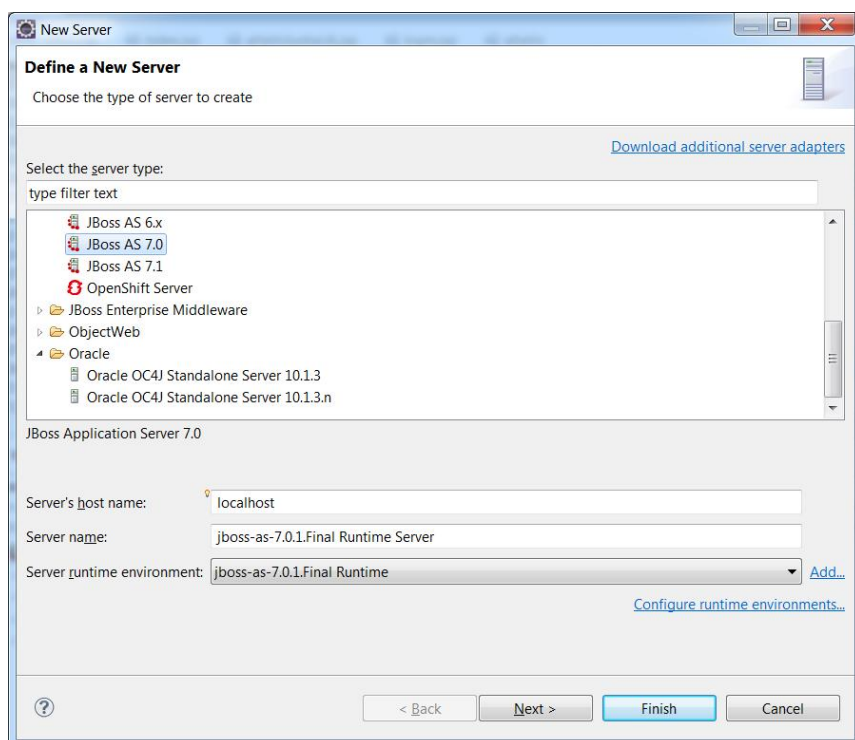 New Server
Define a New Server
Choose the type of server to create
Download additional server adapters
Select the server type:
type filter text
JBoss AS 6.x
JBoss AS 7.0
JBoss AS 7.1
OpenShift Server
JBoss Enterprise Middleware
ObjectWeb
Oracle
Oracle OC4J Standalone Server 10.1.3
Oracle OC4J Standalone Server 10.1.3.n
JBoss Application Server 7.0
Server's host name: localhost
Server name: jboss-as-7.0.1.Final Runtime Server
Server runtime environment: jboss-as-7.0.1.Final Runtime Add...
Configure runtime environments...
? < Back Next > Finish Cancel